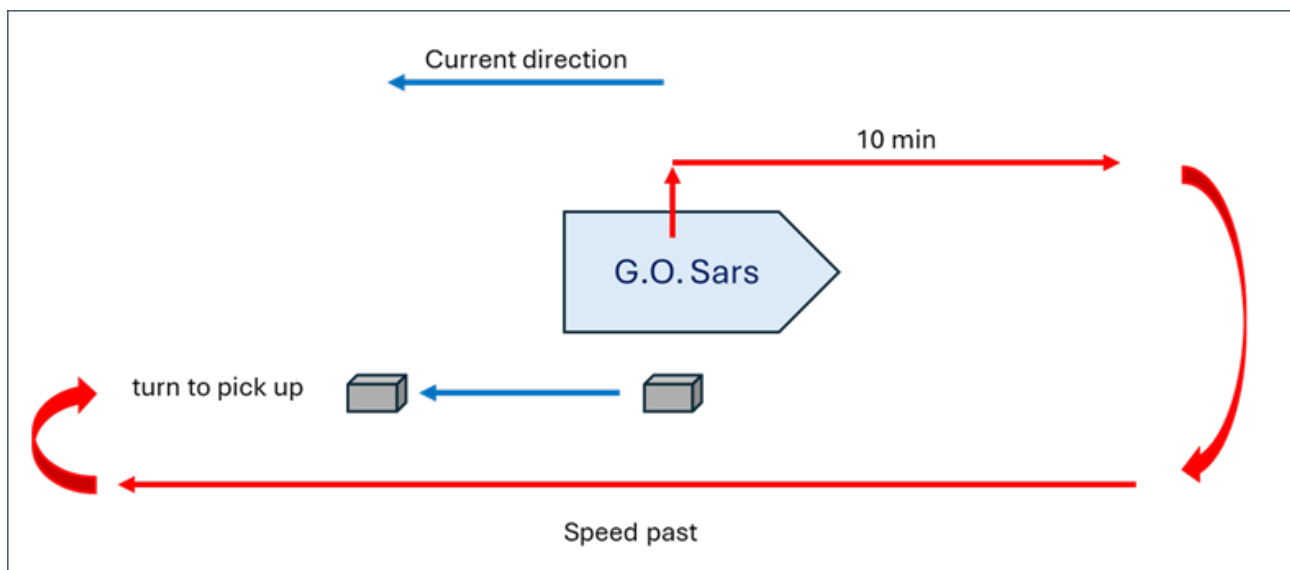 Current direction
10 min
G.O. Sars
turn to pick up
Speed past